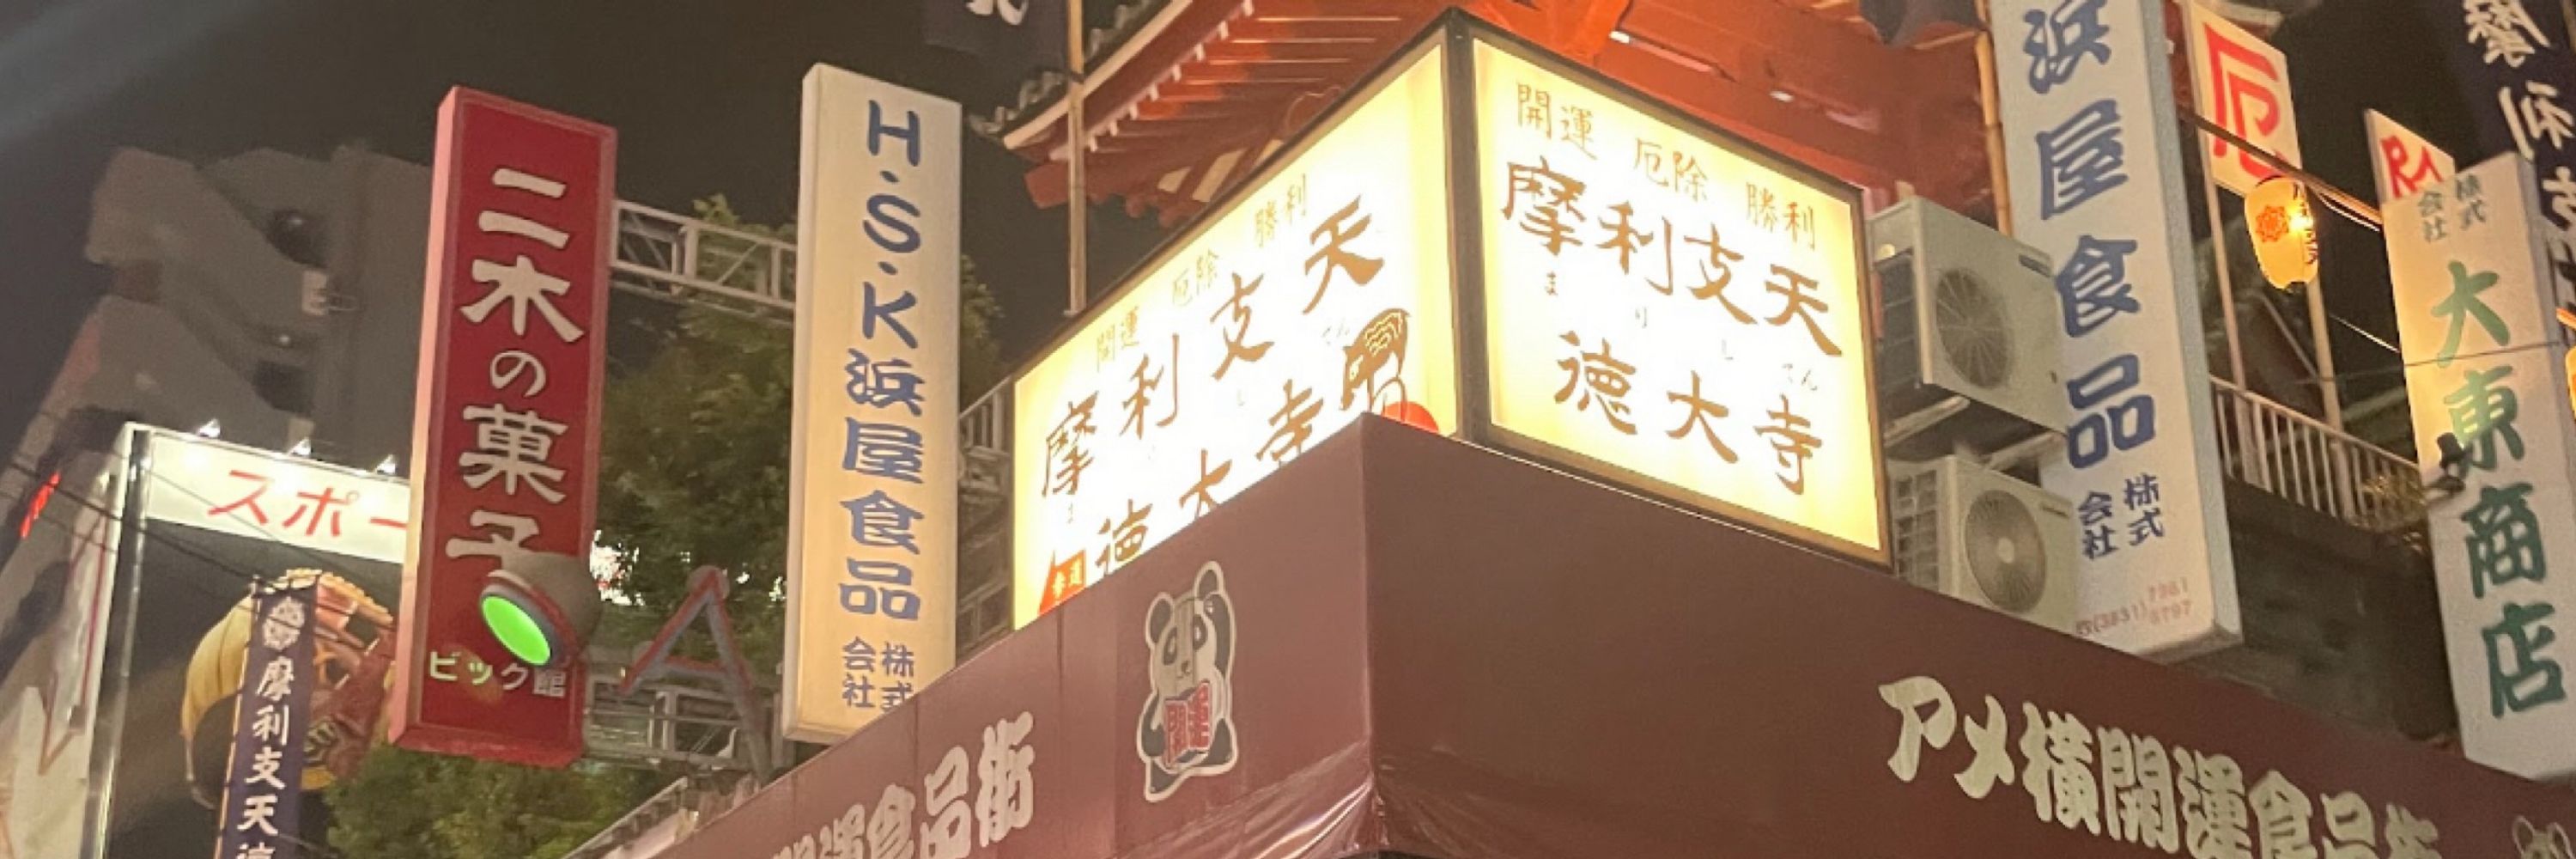 スポー
二木の菓子
ビック館
摩利支天
H・S・K浜屋食品
株式会社
開運 厄除 勝利
摩利支天
徳大寺
開運 厄除 勝利
摩利支天
まりしてん
徳大寺
開運
運食品街
アメ横開運食品街
浜屋食品
株式会社
厄
摩利
株式会社
大東商店